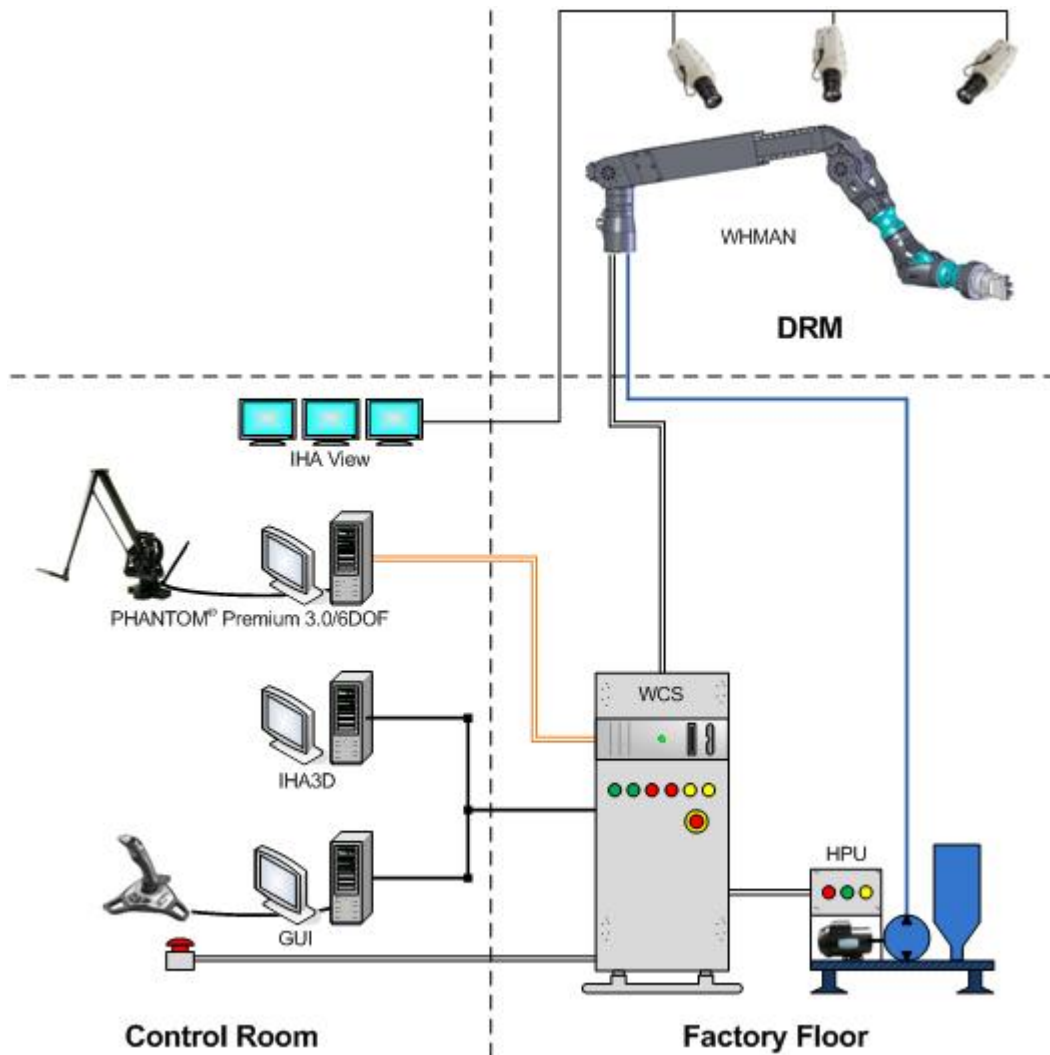 WHMAN
DRM
IHA View
PHANTOM® Premium 3.0/6DOF
WCS
IHA3D
HPU
GUI
Control Room
Factory Floor